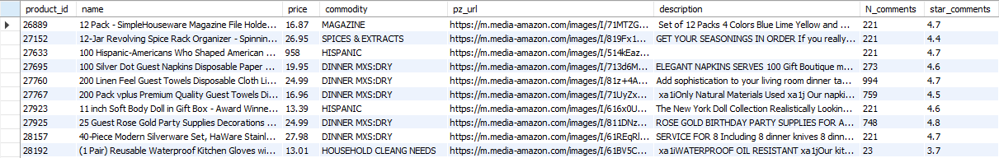 product_id name price commodity pz_url description N_comments star_comments
26889 12 Pack - SimpleHouseware Magazine File Holde... 16.87 MAGAZINE https://m.media-amazon.com/images/I/71MTZG... Set of 12 Packs 4 Colors Blue Lime Yellow and ... 221 4.7
27152 12-Jar Revolving Spice Rack Organizer - Spinnin... 26.95 SPICES & EXTRACTS https://m.media-amazon.com/images/I/819Fx1... GET YOUR SEASONINGS IN ORDER If you really... 221 4.4
27633 100 Hispanic-Americans Who Shaped American ... 958 HISPANIC https://m.media-amazon.com/images/I/514kEaz... 221 4.7
27695 100 Silver Dot Guest Napkins Disposable Paper ... 19.95 DINNER MXS:DRY https://m.media-amazon.com/images/I/713d6M... ELEGANT NAPKINS SERVES 100 Gift Boutique m... 273 4.6
27760 200 Linen Feel Guest Towels Disposable Cloth Li... 24.99 DINNER MXS:DRY https://m.media-amazon.com/images/I/81z+4A... Add sophistication to your living room dinner ta... 994 4.6
27767 200 Pack vplus Premium Quality Guest Towels Di... 16.96 DINNER MXS:DRY https://m.media-amazon.com/images/I/71UyZx... xa1iOnly Natural Materials Used xa1j Our napki... 759 4.5
27923 11 inch Soft Body Doll in Gift Box - Award Winne... 13.39 HISPANIC https://m.media-amazon.com/images/I/616x0U... The New York Doll Collection Realistically Lookin... 221 4.6
27925 25 Guest Rose Gold Party Supplies Decorations ... 24.99 DINNER MXS:DRY https://m.media-amazon.com/images/I/811DNz... ROSE GOLD BIRTHDAY PARTY SUPPLIES FOR A... 748 4.8
28157 40-Piece Modern Silverware Set, HaWare Stainl... 27.98 DINNER MXS:DRY https://m.media-amazon.com/images/I/61REqRl... SERVICE FOR 8 Including 8 dinner knives 8 dinn... 221 4.7
28192 (1 Pair) Reusable Waterproof Kitchen Gloves wi... 13.01 HOUSEHOLD CLEANG NEEDS https://m.media-amazon.com/images/I/61BV5C... xa1iWATERPROOF OIL RESISTANT xa1jOur kit... 23 3.7